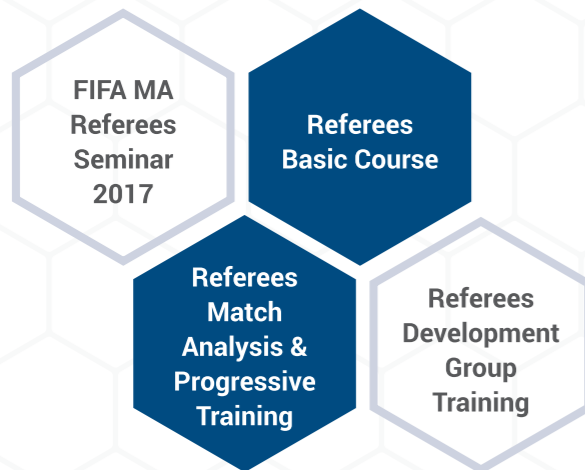 FIFA MA
Referees
Seminar
2017
Referees
Basic Course
Referees
Match
Analysis &
Progressive
Training
Referees
Development
Group
Training